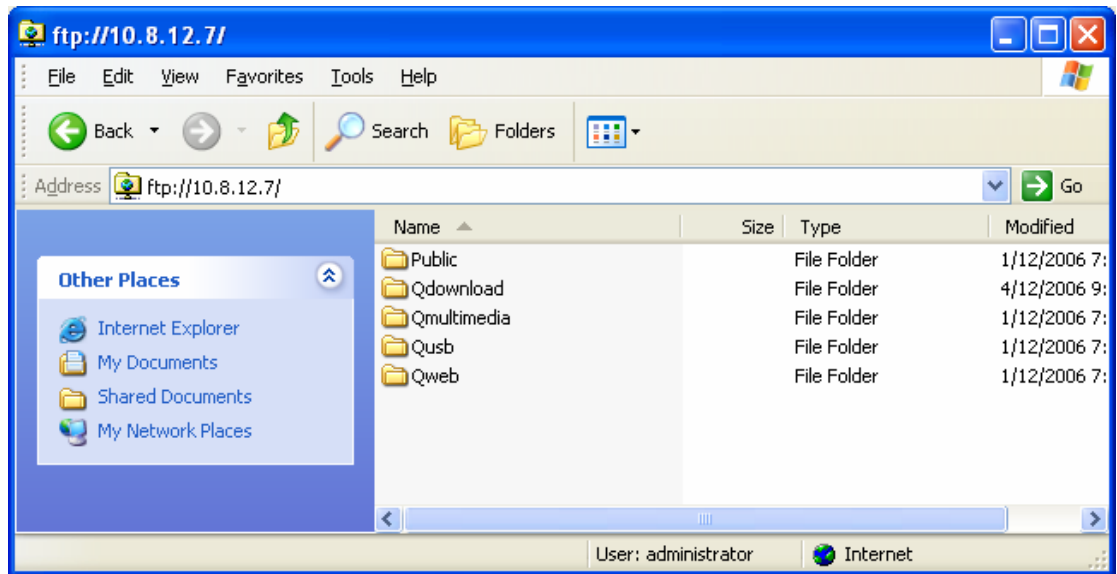 ftp://10.8.12.7/
File Edit View Favorites Tools Help
Back Search Folders
Address ftp://10.8.12.7/ Go
Name Size Type Modified
Other Places
Internet Explorer
My Documents
Shared Documents
My Network Places
Public File Folder 1/12/2006 7:
Qdownload File Folder 4/12/2006 9:
Qmultimedia File Folder 1/12/2006 7:
Qusb File Folder 1/12/2006 7:
Qweb File Folder 1/12/2006 7:
User: administrator Internet